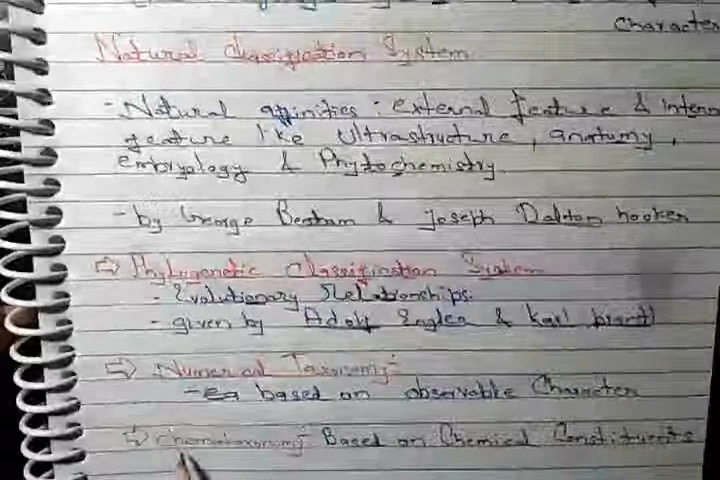 Character
Natural Classification System
- Natural affinities : external feature & intern
feature like ultrastructure, anatomy,
embryology & Phytochemistry.
- by George Bentham & Joseph Dalton hooker
⇨ Phylogenetic Classification System
- Evolutionary Relationships.
- given by Adolf Engler & Karl prantl
⇨ Numerical Taxonomy:-
- based on observable Character
⇨ Chemotaxonomy Based on Chemical Constituents